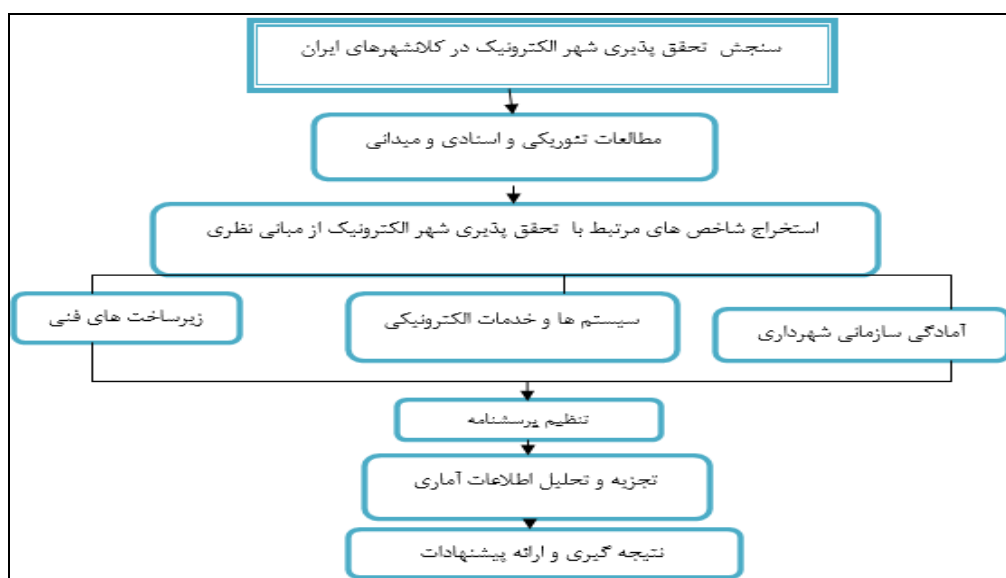 سنجش تحقق پذیری شهر الکترونیک در کلانشهرهای ایران
مطالعات تئوریکی و اسنادی و میدانی
استخراج شاخص های مرتبط با تحقق پذیری شهر الکترونیک از مبانی نظری
آمادگی سازمانی شهرداری
سیستم ها و خدمات الکترونیکی
زیرساخت های فنی
تنظیم پرسشنامه
تجزیه و تحلیل اطلاعات آماری
نتیجه گیری و ارائه پیشنهادات